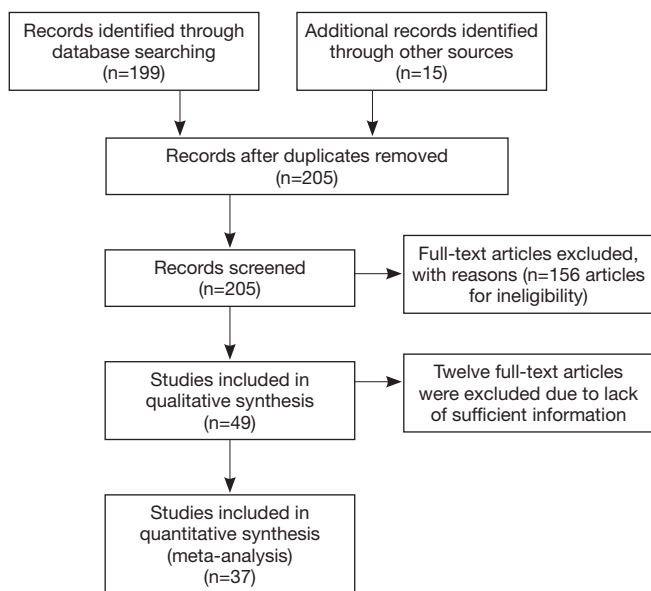 Records identified through
database searching
(n=199)
Additional records identified
through other sources
(n=15)
Records after duplicates removed
(n=205)
Records screened
(n=205)
Full-text articles excluded,
with reasons (n=156 articles
for ineligibility)
Studies included in
qualitative synthesis
(n=49)
Twelve full-text articles
were excluded due to lack
of sufficient information
Studies included in
quantitative synthesis
(meta-analysis)
n=37)